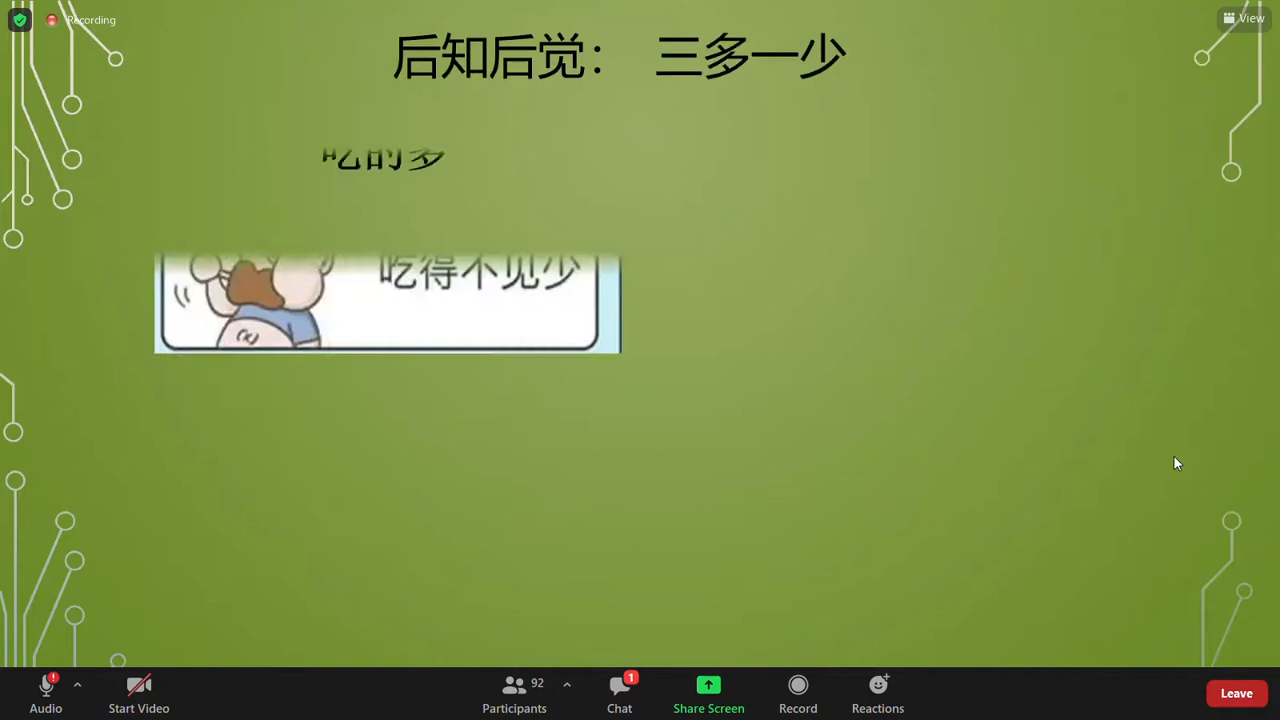 Recording
View
后知后觉： 三多一少
吃的多
吃得不见少
92
1
Audio
Start Video
Participants
Chat
Share Screen
Record
Reactions
Leave